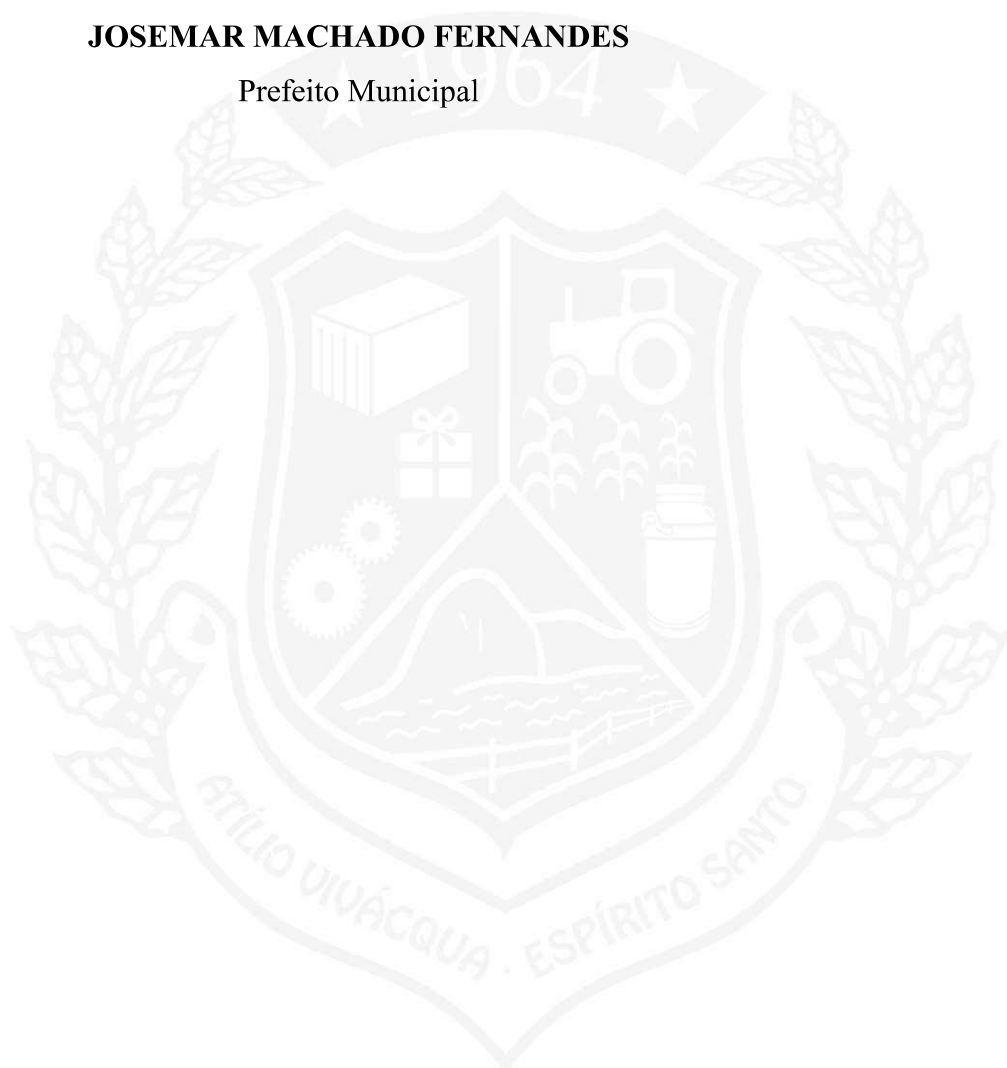 JOSEMAR MACHADO FERNANDES
Prefeito Municipal
1964
ATÍLIO VIVÁCQUA . ESPÍRITO SANTO